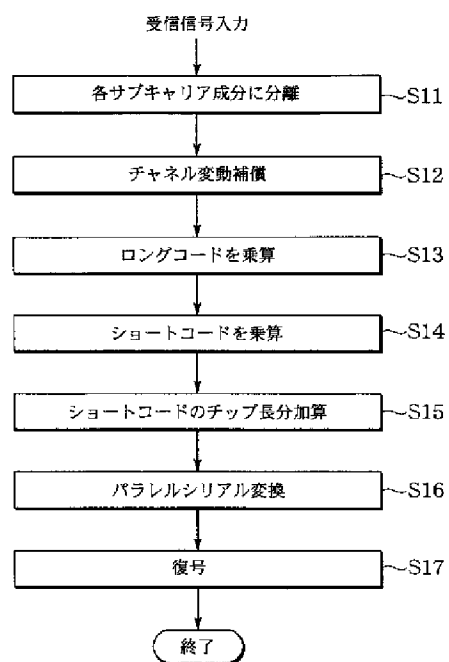 受信信号入力
各サブキャリア成分に分離 S11
チャネル変動補償 S12
ロングコードを乗算 S13
ショートコードを乗算 S14
ショートコードのチップ長分加算 S15
パラレルシリアル変換 S16
復号 S17
終了